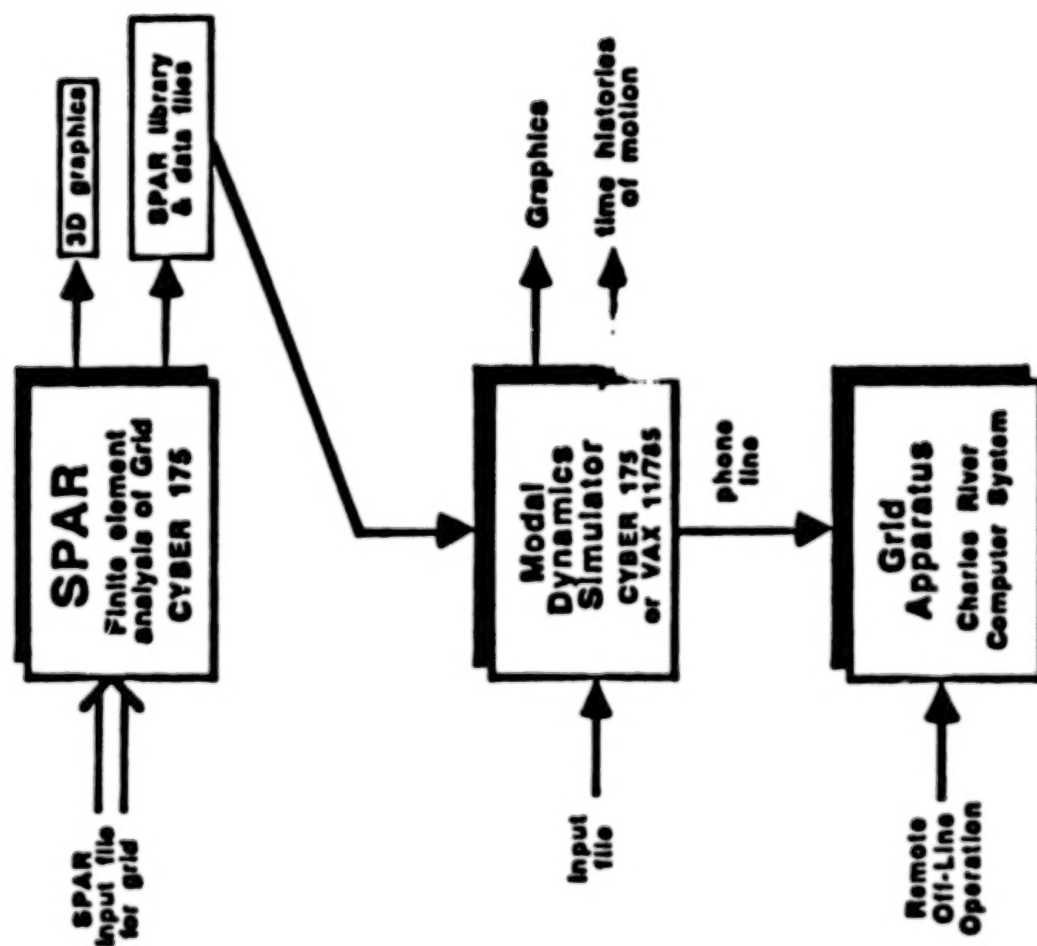 SPAR
Input file
for grid
SPAR
Finite element
analysis of Grid
CYBER 175
3D graphics
SPAR library
& data files
Input
file
Modal
Dynamics
Simulator
CYBER 175
or VAX 11/785
Graphics
time histories
of motion
phone
line
Remote
Off-Line
Operation
Grid
Apparatus
Charles River
Computer System